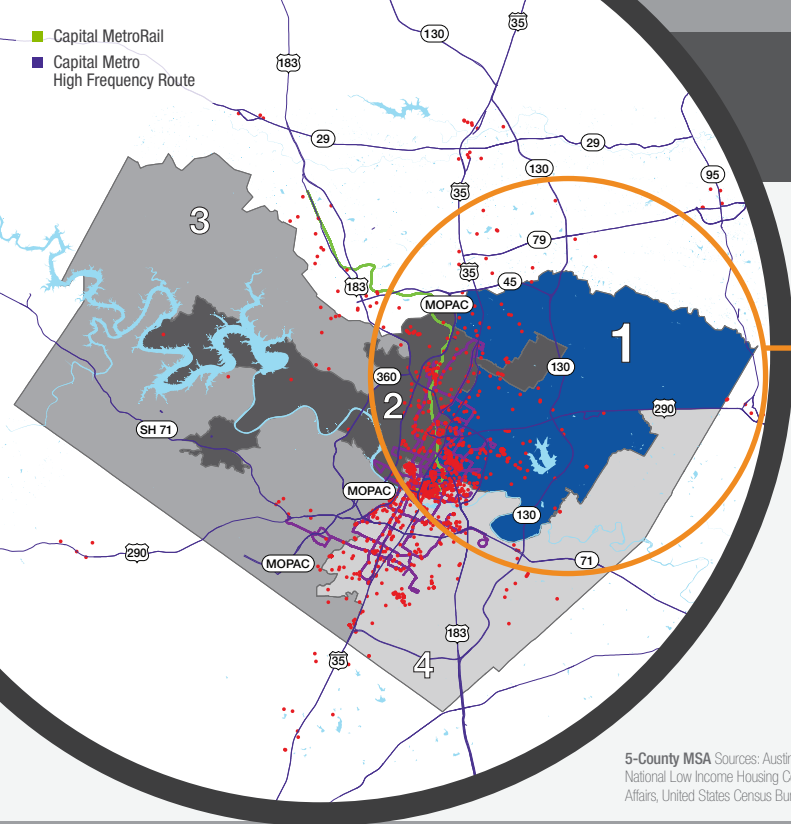 Capital MetroRail
Capital Metro
High Frequency Route
35
130
183
29
29
130
95
35
3
79
35
45
183
MOPAC
1
130
360
2
290
SH 71
MOPAC
130
290
MOPAC
71
183
35
4
5-County MSA Sources: Austin
National Low Income Housing
Affairs, United States Census